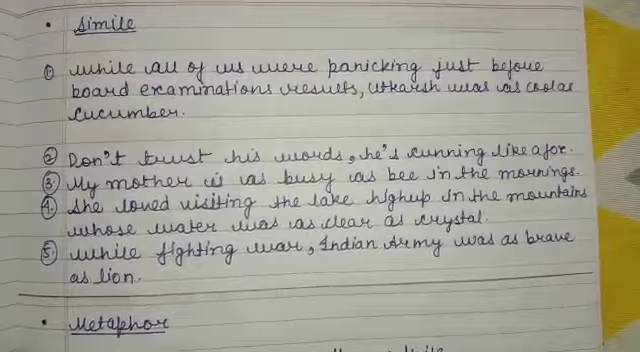 • Simile
① While all of us were panicking just before
board examinations results, Utkarsh was as cool as
cucumber.
② Don't trust his words, he's cunning like a fox.
③ My mother is as busy as bee in the mornings.
④. She loved visiting the lake high up in the mountains
whose water was as clear as crystal.
⑤ While fighting war, Indian Army was as brave
as lion.
• Metaphor